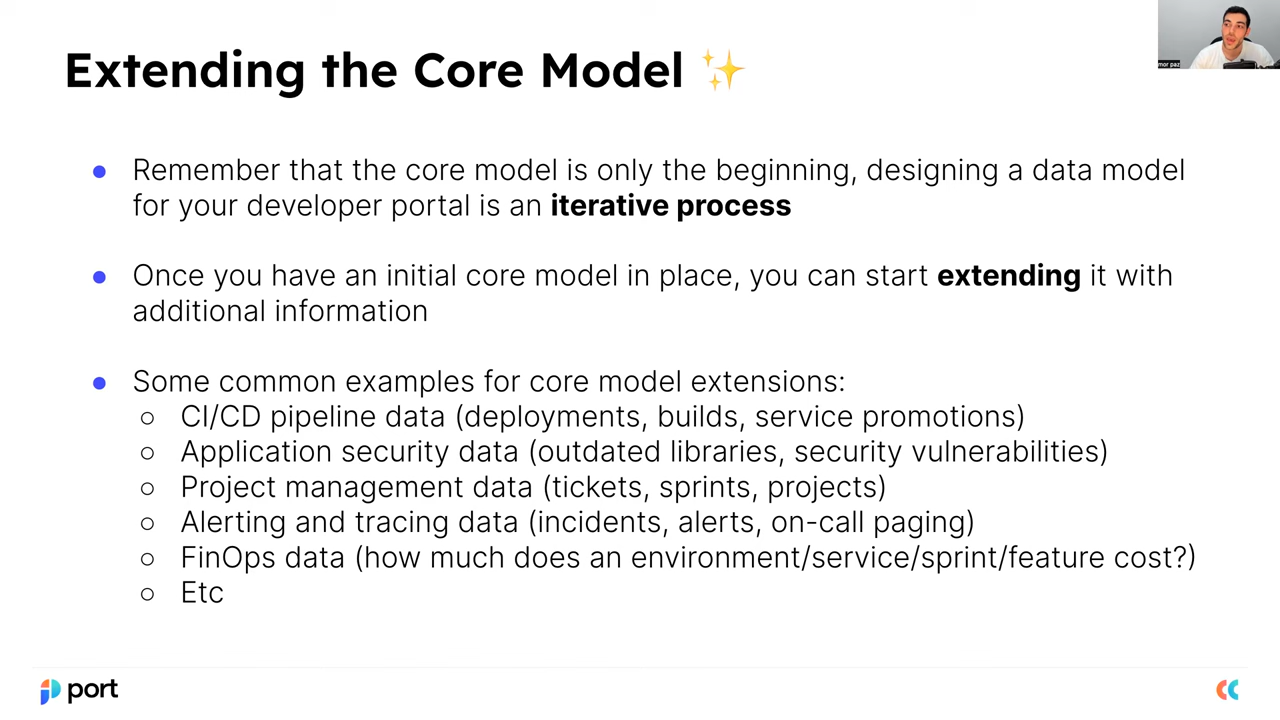 Extending the Core Model ✨
mor paz
● Remember that the core model is only the beginning, designing a data model
for your developer portal is an iterative process
● Once you have an initial core model in place, you can start extending it with
additional information
● Some common examples for core model extensions:
○ CI/CD pipeline data (deployments, builds, service promotions)
○ Application security data (outdated libraries, security vulnerabilities)
○ Project management data (tickets, sprints, projects)
○ Alerting and tracing data (incidents, alerts, on-call paging)
○ FinOps data (how much does an environment/service/sprint/feature cost?)
○ Etc
port